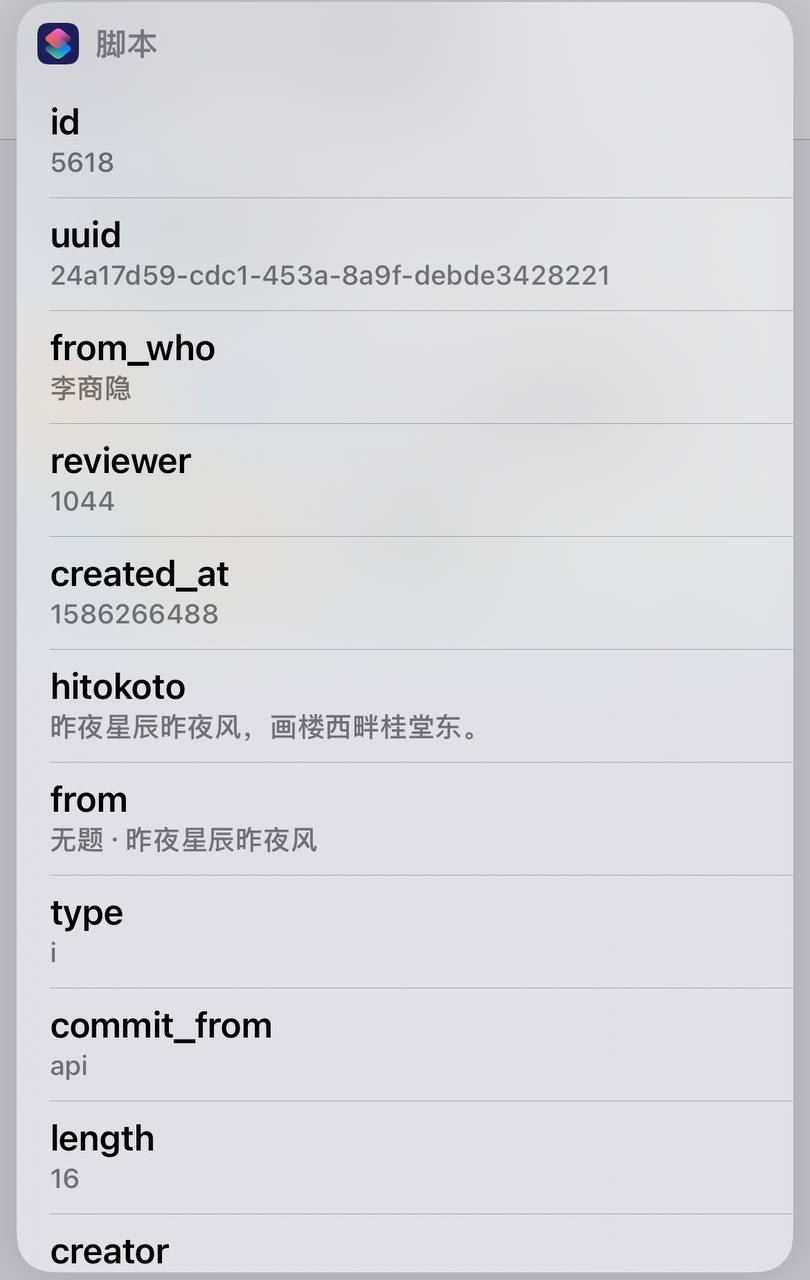 脚本
id
5618
uuid
24a17d59-cdc1-453a-8a9f-debde3428221
from_who
李商隐
reviewer
1044
created_at
1586266488
hitokoto
昨夜星辰昨夜风，画楼西畔桂堂东。
from
无题 · 昨夜星辰昨夜风
type
i
commit_from
api
length
16
creator